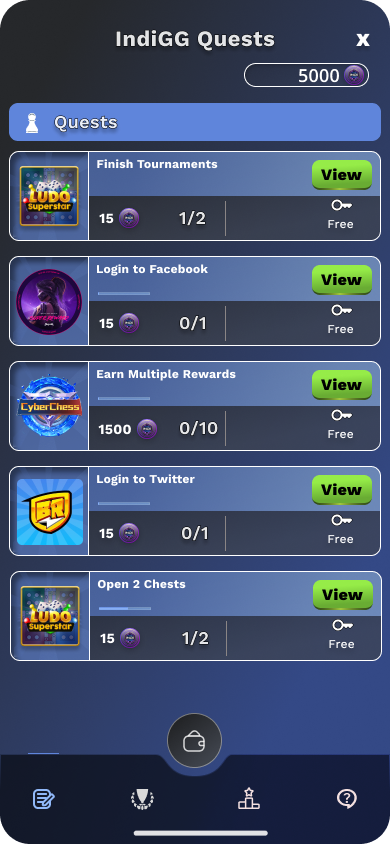 IndiGG Quests
x
5000
Quests
LUDO
Superstar
Finish Tournaments
View
15
1/2
Free
Login to Facebook
View
15
0/1
Free
CyberChess
Earn Multiple Rewards
View
1500
0/10
Free
BR
Login to Twitter
View
15
0/1
Free
LUDO
Superstar
Open 2 Chests
View
15
1/2
Free